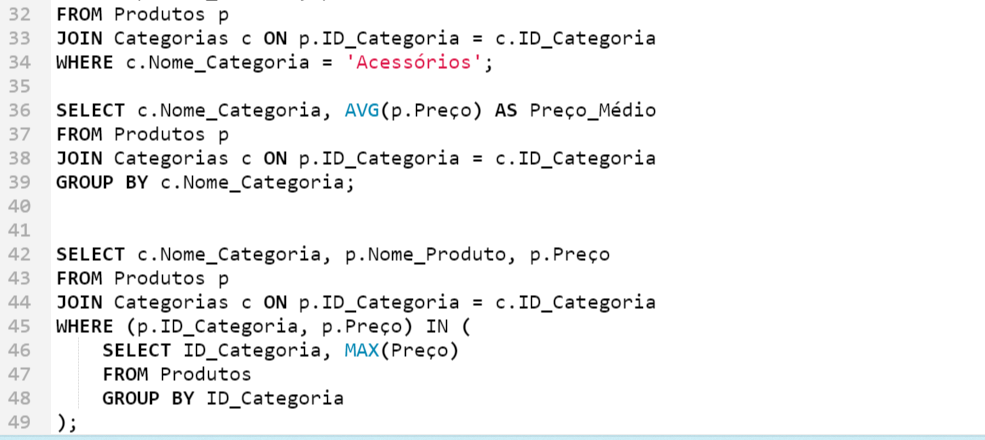 32 FROM Produtos p
33 JOIN Categorias c ON p.ID_Categoria = c.ID_Categoria
34 WHERE c.Nome_Categoria = 'Acessórios';
35
36 SELECT c.Nome_Categoria, AVG(p.Preço) AS Preço_Médio
37 FROM Produtos p
38 JOIN Categorias c ON p.ID_Categoria = c.ID_Categoria
39 GROUP BY c.Nome_Categoria;
40
41
42 SELECT c.Nome_Categoria, p.Nome_Produto, p.Preço
43 FROM Produtos p
44 JOIN Categorias c ON p.ID_Categoria = c.ID_Categoria
45 WHERE (p.ID_Categoria, p.Preço) IN (
46     SELECT ID_Categoria, MAX(Preço)
47     FROM Produtos
48     GROUP BY ID_Categoria
49 );